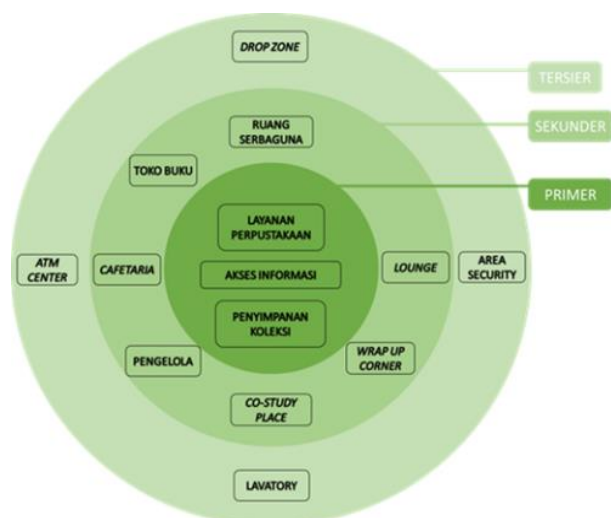 DROP ZONE
TERSIER
SEKUNDER
RUANG
SERBAGUNA
TOKO BUKU
PRIMER
LAYANAN
PERPUSTAKAAN
ATM
CENTER
CAFETARIA
AKSES INFORMASI
LOUNGE
AREA
SECURITY
PENYIMPANAN
KOLEKSI
PENGELOLA
WRAP UP
CORNER
CO-STUDY
PLACE
LAVATORY